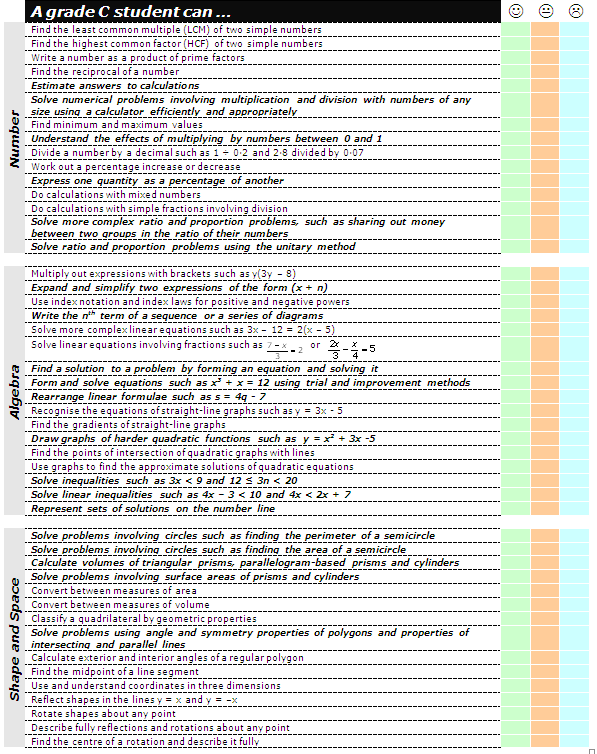 A grade C student can ...
Number
Find the least common multiple (LCM) of two simple numbers
Find the highest common factor (HCF) of two simple numbers
Write a number as a product of prime factors
Find the reciprocal of a number
Estimate answers to calculations
Solve numerical problems involving multiplication and division with numbers of any
size using a calculator efficiently and appropriately
Find minimum and maximum values
Understand the effects of multiplying by numbers between 0 and 1
Divide a number by a decimal such as 1 ÷ 0·2 and 2·8 divided by 0·07
Work out a percentage increase or decrease
Express one quantity as a percentage of another
Do calculations with mixed numbers
Do calculations with simple fractions involving division
Solve more complex ratio and proportion problems, such as sharing out money
between two groups in the ratio of their numbers
Solve ratio and proportion problems using the unitary method
Algebra
Multiply out expressions with brackets such as y(3y – 8)
Expand and simplify two expressions of the form (x + n)
Use index notation and index laws for positive and negative powers
Write the nth term of a sequence or a series of diagrams
Solve more complex linear equations such as 3x – 12 = 2(x – 5)
Solve linear equations involving fractions such as (7 – x)/3 = 2 or 2x/3 – x/4 = 5
Find a solution to a problem by forming an equation and solving it
Form and solve equations such as x³ + x = 12 using trial and improvement methods
Rearrange linear formulae such as s = 4q - 7
Recognise the equations of straight-line graphs such as y = 3x - 5
Find the gradients of straight-line graphs
Draw graphs of harder quadratic functions such as y = x² + 3x -5
Find the points of intersection of quadratic graphs with lines
Use graphs to find the approximate solutions of quadratic equations
Solve inequalities such as 3x < 9 and 12 ≤ 3n < 20
Solve linear inequalities such as 4x – 3 < 10 and 4x < 2x + 7
Represent sets of solutions on the number line
Shape and Space
Solve problems involving circles such as finding the perimeter of a semicircle
Solve problems involving circles such as finding the area of a semicircle
Calculate volumes of triangular prisms, parallelogram-based prisms and cylinders
Solve problems involving surface areas of prisms and cylinders
Convert between measures of area
Convert between measures of volume
Classify a quadrilateral by geometric properties
Solve problems using angle and symmetry properties of polygons and properties of
intersecting and parallel lines
Calculate exterior and interior angles of a regular polygon
Find the midpoint of a line segment
Use and understand coordinates in three dimensions
Reflect shapes in the lines y = x and y = –x
Rotate shapes about any point
Describe fully reflections and rotations about any point
Find the centre of a rotation and describe it fully